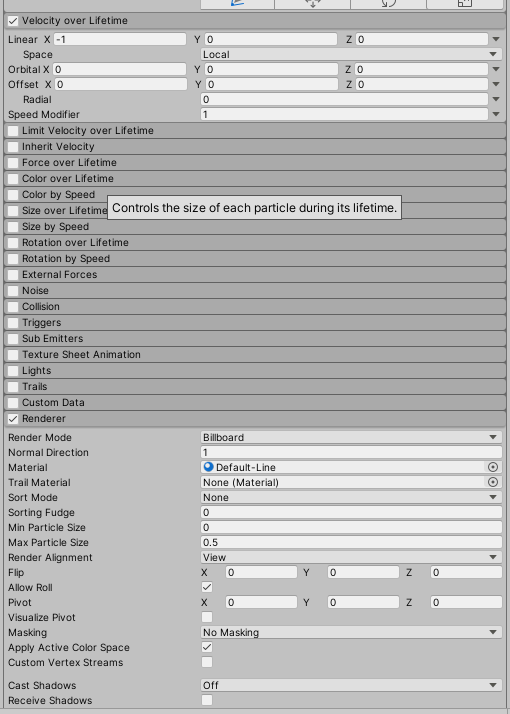 Velocity over Lifetime
Linear X -1 Y 0 Z 0
Space Local
Orbital X 0 Y 0 Z 0
Offset X 0 Y 0 Z 0
Radial 0
Speed Modifier 1
Limit Velocity over Lifetime
Inherit Velocity
Force over Lifetime
Color over Lifetime
Color by Speed
Size over Lifetime
Controls the size of each particle during its lifetime.
Size by Speed
Rotation over Lifetime
Rotation by Speed
External Forces
Noise
Collision
Triggers
Sub Emitters
Texture Sheet Animation
Lights
Trails
Custom Data
Renderer
Render Mode Billboard
Normal Direction 1
Material Default-Line
Trail Material None (Material)
Sort Mode None
Sorting Fudge 0
Min Particle Size 0
Max Particle Size 0.5
Render Alignment View
Flip X 0 Y 0 Z 0
Allow Roll
Pivot X 0 Y 0 Z 0
Visualize Pivot
Masking No Masking
Apply Active Color Space
Custom Vertex Streams
Cast Shadows Off
Receive Shadows